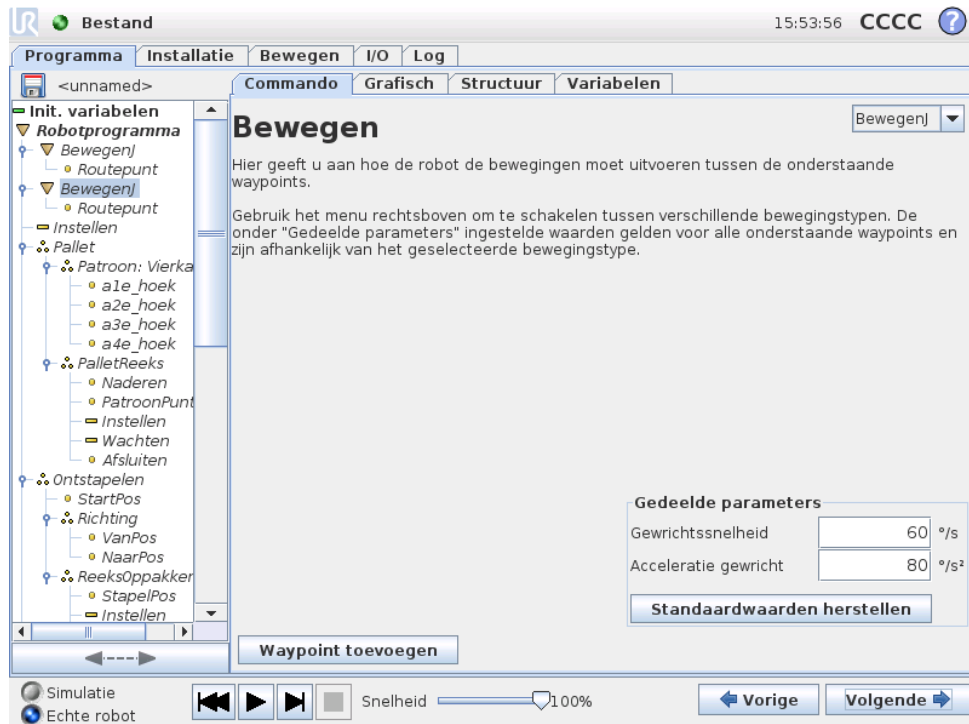 UR Bestand 15:53:56 CCCC ?
Programma Installatie Bewegen I/O Log
<unnamed>
Commando Grafisch Structuur Variabelen
Init. variabelen
Robotprogramma
BewegenJ
Routepunt
BewegenJ
Routepunt
Instellen
Pallet
Patroon: Vierka
a1e_hoek
a2e_hoek
a3e_hoek
a4e_hoek
PalletReeks
Naderen
PatroonPunt
Instellen
Wachten
Afsluiten
Ontstapelen
StartPos
Richting
VanPos
NaarPos
ReeksOppakker
StapelPos
Instellen
Bewegen
BewegenJ
Hier geeft u aan hoe de robot de bewegingen moet uitvoeren tussen de onderstaande
waypoints.
Gebruik het menu rechtsboven om te schakelen tussen verschillende bewegingstypen. De
onder "Gedeelde parameters" ingestelde waarden gelden voor alle onderstaande waypoints en
zijn afhankelijk van het geselecteerde bewegingstype.
Gedeelde parameters
Gewrichtssnelheid 60 °/s
Acceleratie gewricht 80 °/s²
Standaardwaarden herstellen
Waypoint toevoegen
Simulatie
Echte robot
Snelheid 100%
Vorige Volgende